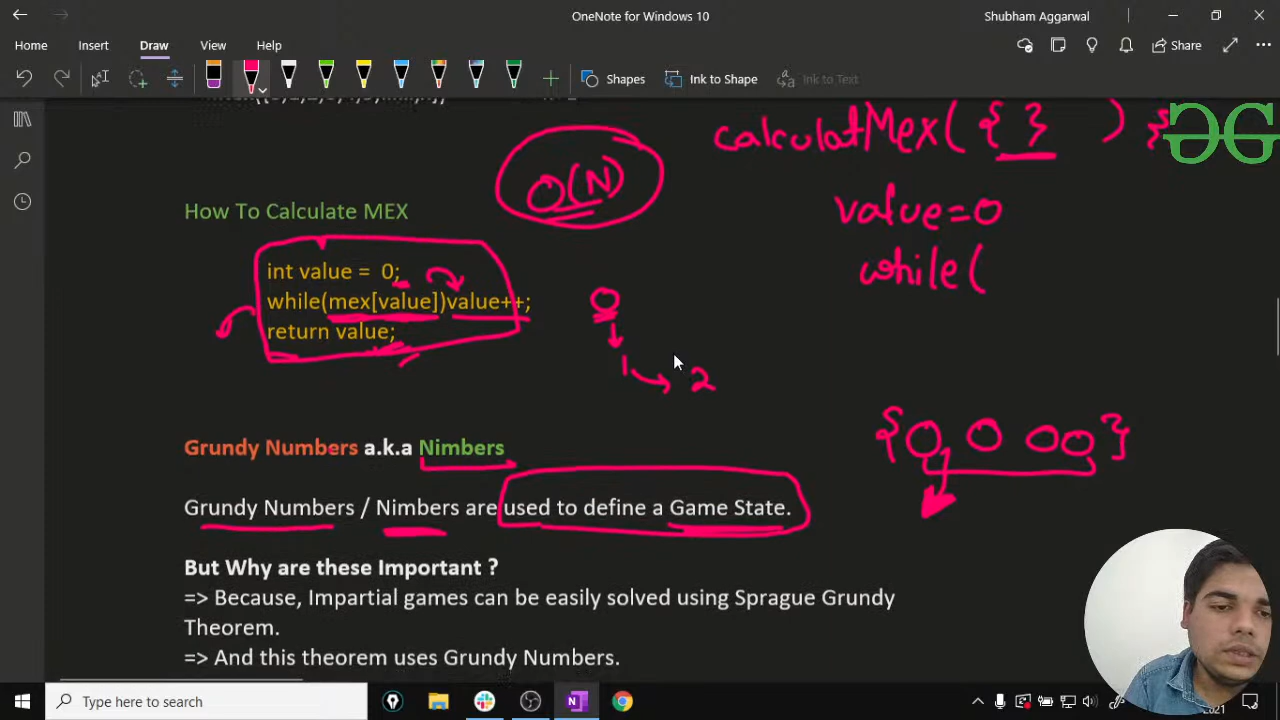 OneNote for Windows 10
Shubham Aggarwal
Home Insert Draw View Help
Share
Shapes Ink to Shape Ink to Text
calculatMex({ } ) {
O(N)
value=0
How To Calculate MEX
while(
int value = 0;
while(mex[value])value++;
return value;
0
1
2
{0, 0 0 0}
Grundy Numbers a.k.a Nimbers
Grundy Numbers / Nimbers are used to define a Game State.
But Why are these Important ?
=> Because, Impartial games can be easily solved using Sprague Grundy
Theorem.
=> And this theorem uses Grundy Numbers.
Type here to search
2021